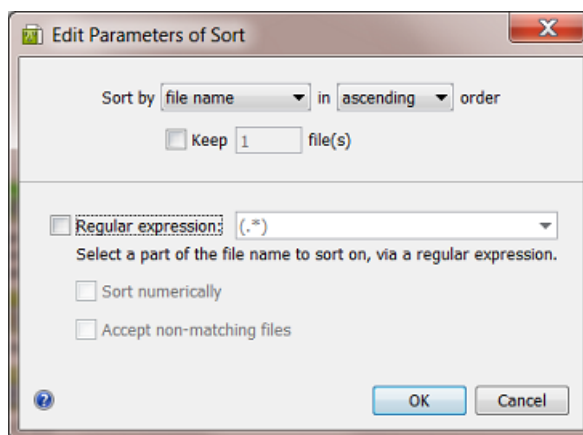 Edit Parameters of Sort
Sort by file name in ascending order
Keep 1 file(s)
Regular expression: (.*)
Select a part of the file name to sort on, via a regular expression.
Sort numerically
Accept non-matching files
OK Cancel